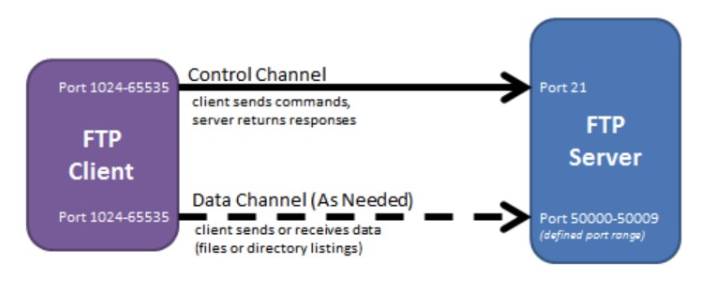 Control Channel
Port 1024-65535
Port 21
client sends commands,
server returns responses
FTP
Client
FTP
Server
Data Channel (As Needed)
Port 1024-65535
Port 50000-50009
(defined port range)
client sends or receives data
(files or directory listings)